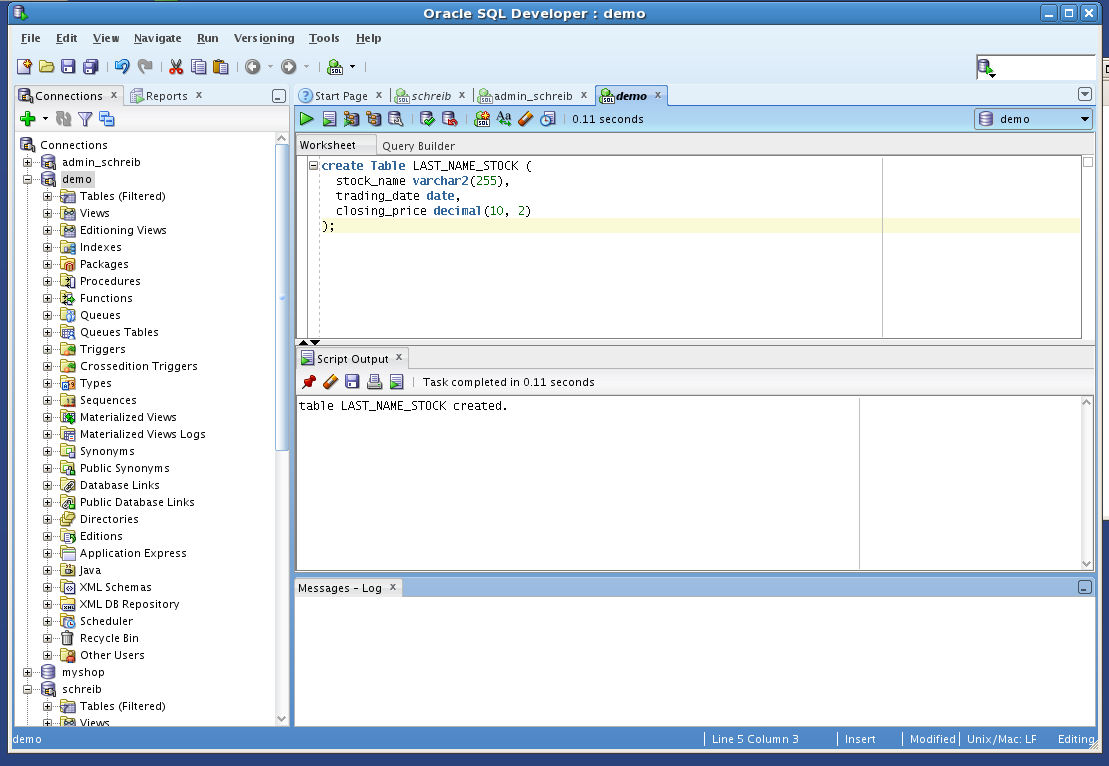 Oracle SQL Developer : demo
File Edit View Navigate Run Versioning Tools Help
Connections x Reports x
Connections
admin_schreib
demo
Tables (Filtered)
Views
Editioning Views
Indexes
Packages
Procedures
Functions
Queues
Queues Tables
Triggers
Crossedition Triggers
Types
Sequences
Materialized Views
Materialized Views Logs
Synonyms
Public Synonyms
Database Links
Public Database Links
Directories
Editions
Application Express
Java
XML Schemas
XML DB Repository
Scheduler
Recycle Bin
Other Users
myshop
schreib
Tables (Filtered)
Views
Start Page x schreib x admin_schreib x demo x
0.11 seconds demo
Worksheet Query Builder
create Table LAST_NAME_STOCK (
stock_name varchar2(255),
trading_date date,
closing_price decimal(10, 2)
);
Script Output x
Task completed in 0.11 seconds
table LAST_NAME_STOCK created.
Messages - Log x
demo Line 5 Column 3 Insert Modified Unix/Mac: LF Editing